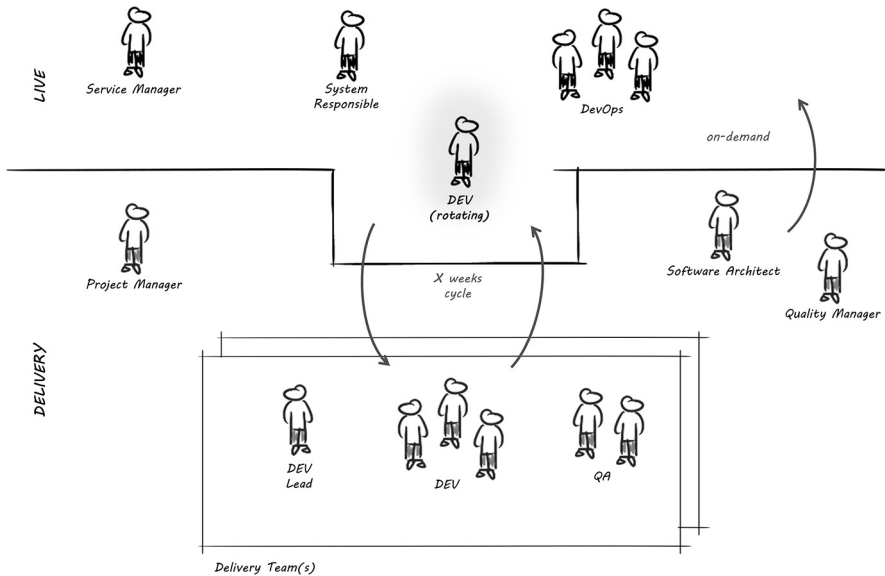 LIVE
Service Manager
System
Responsible
DevOps
on-demand
DEV
(rotating)
Project Manager
Software Architect
X weeks
cycle
Quality Manager
DELIVERY
DEV
Lead
DEV
QA
Delivery Team(s)